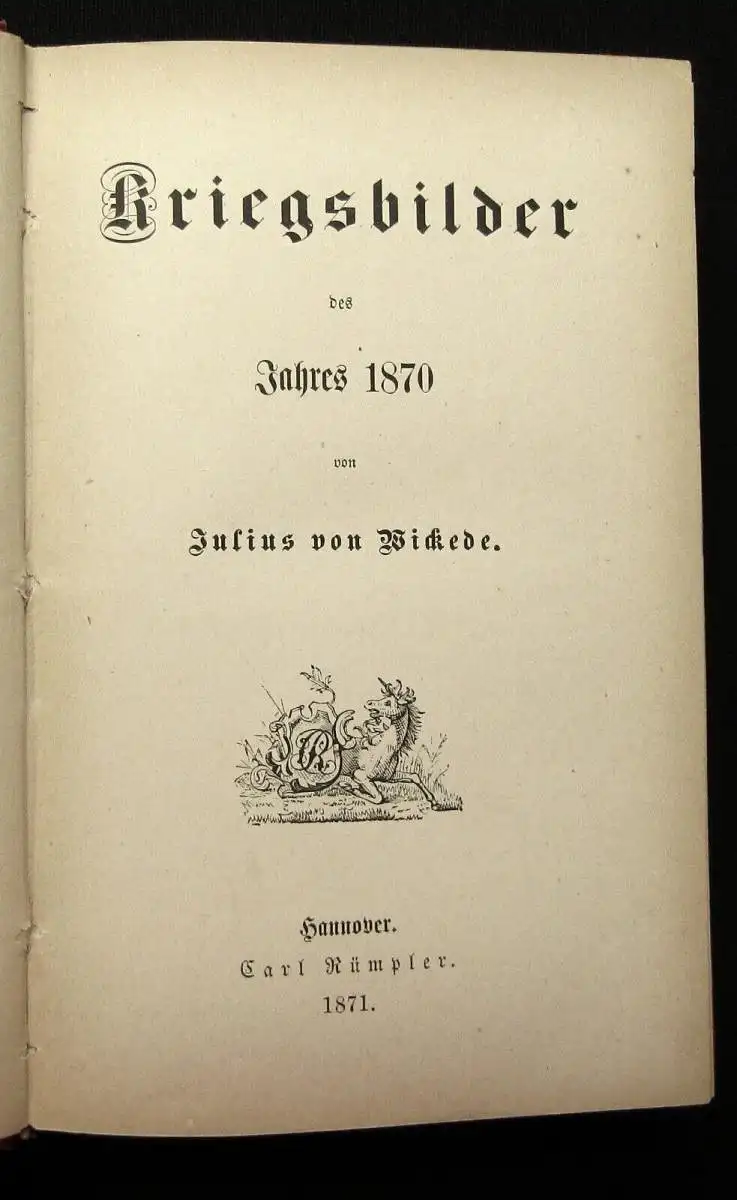 Kriegsbilder
des
Jahres 1870
von
Julius von Wickede.
Hannover.
Carl Rümpler.
1871.